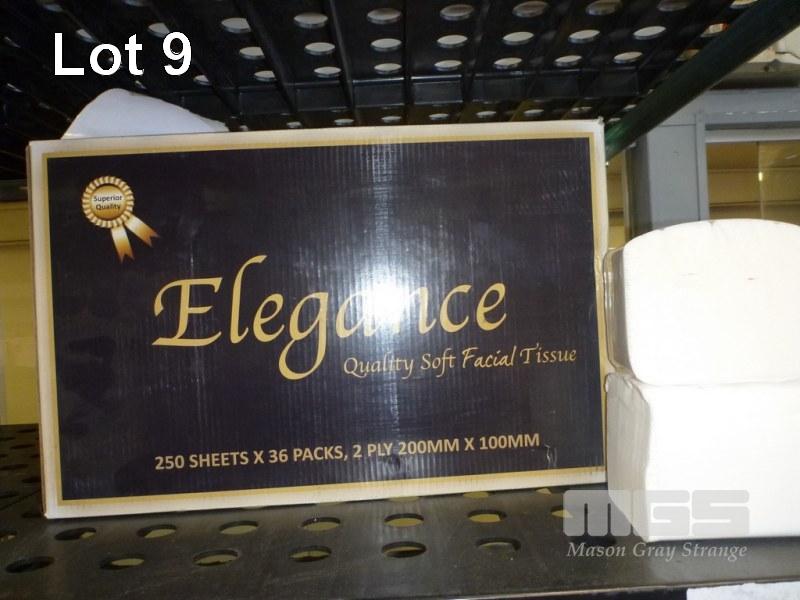 Lot 9
Superior
Quality
Elegance
Quality Soft Facial Tissue
250 SHEETS X 36 PACKS, 2 PLY 200MM X 100MM
MGS
Mason Gray Strange